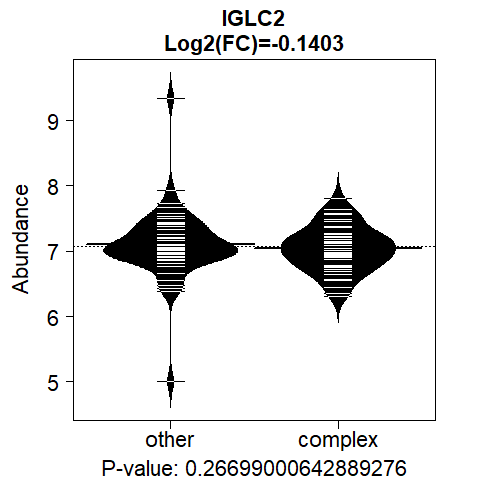 IGLC2
Log2(FC)=-0.1403
Abundance
9
8
7
6
5
other complex
P-value: 0.26699000642889276